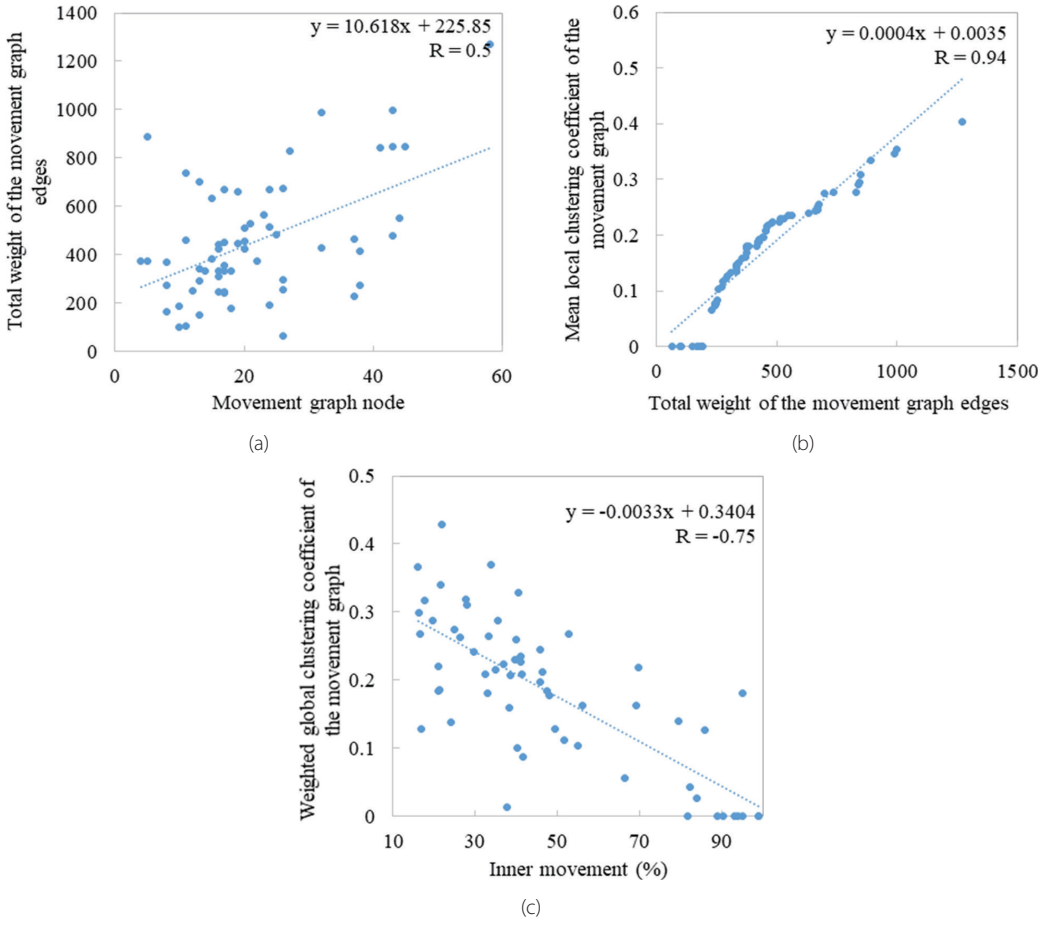 Total weight of the movement graph
edges
1400
1200
1000
800
600
400
200
0
y = 10.618x + 225.85
R = 0.5
0 20 40 60
Movement graph node
(a)
Mean local clustering coefficient of the
movement graph
0.6
0.5
0.4
0.3
0.2
0.1
0
y = 0.0004x + 0.0035
R = 0.94
0 500 1000 1500
Total weight of the movement graph edges
(b)
Weighted global clustering coefficient of
the movement graph
0.5
0.4
0.3
0.2
0.1
0
y = -0.0033x + 0.3404
R = -0.75
10 30 50 70 90
Inner movement (%)
(c)